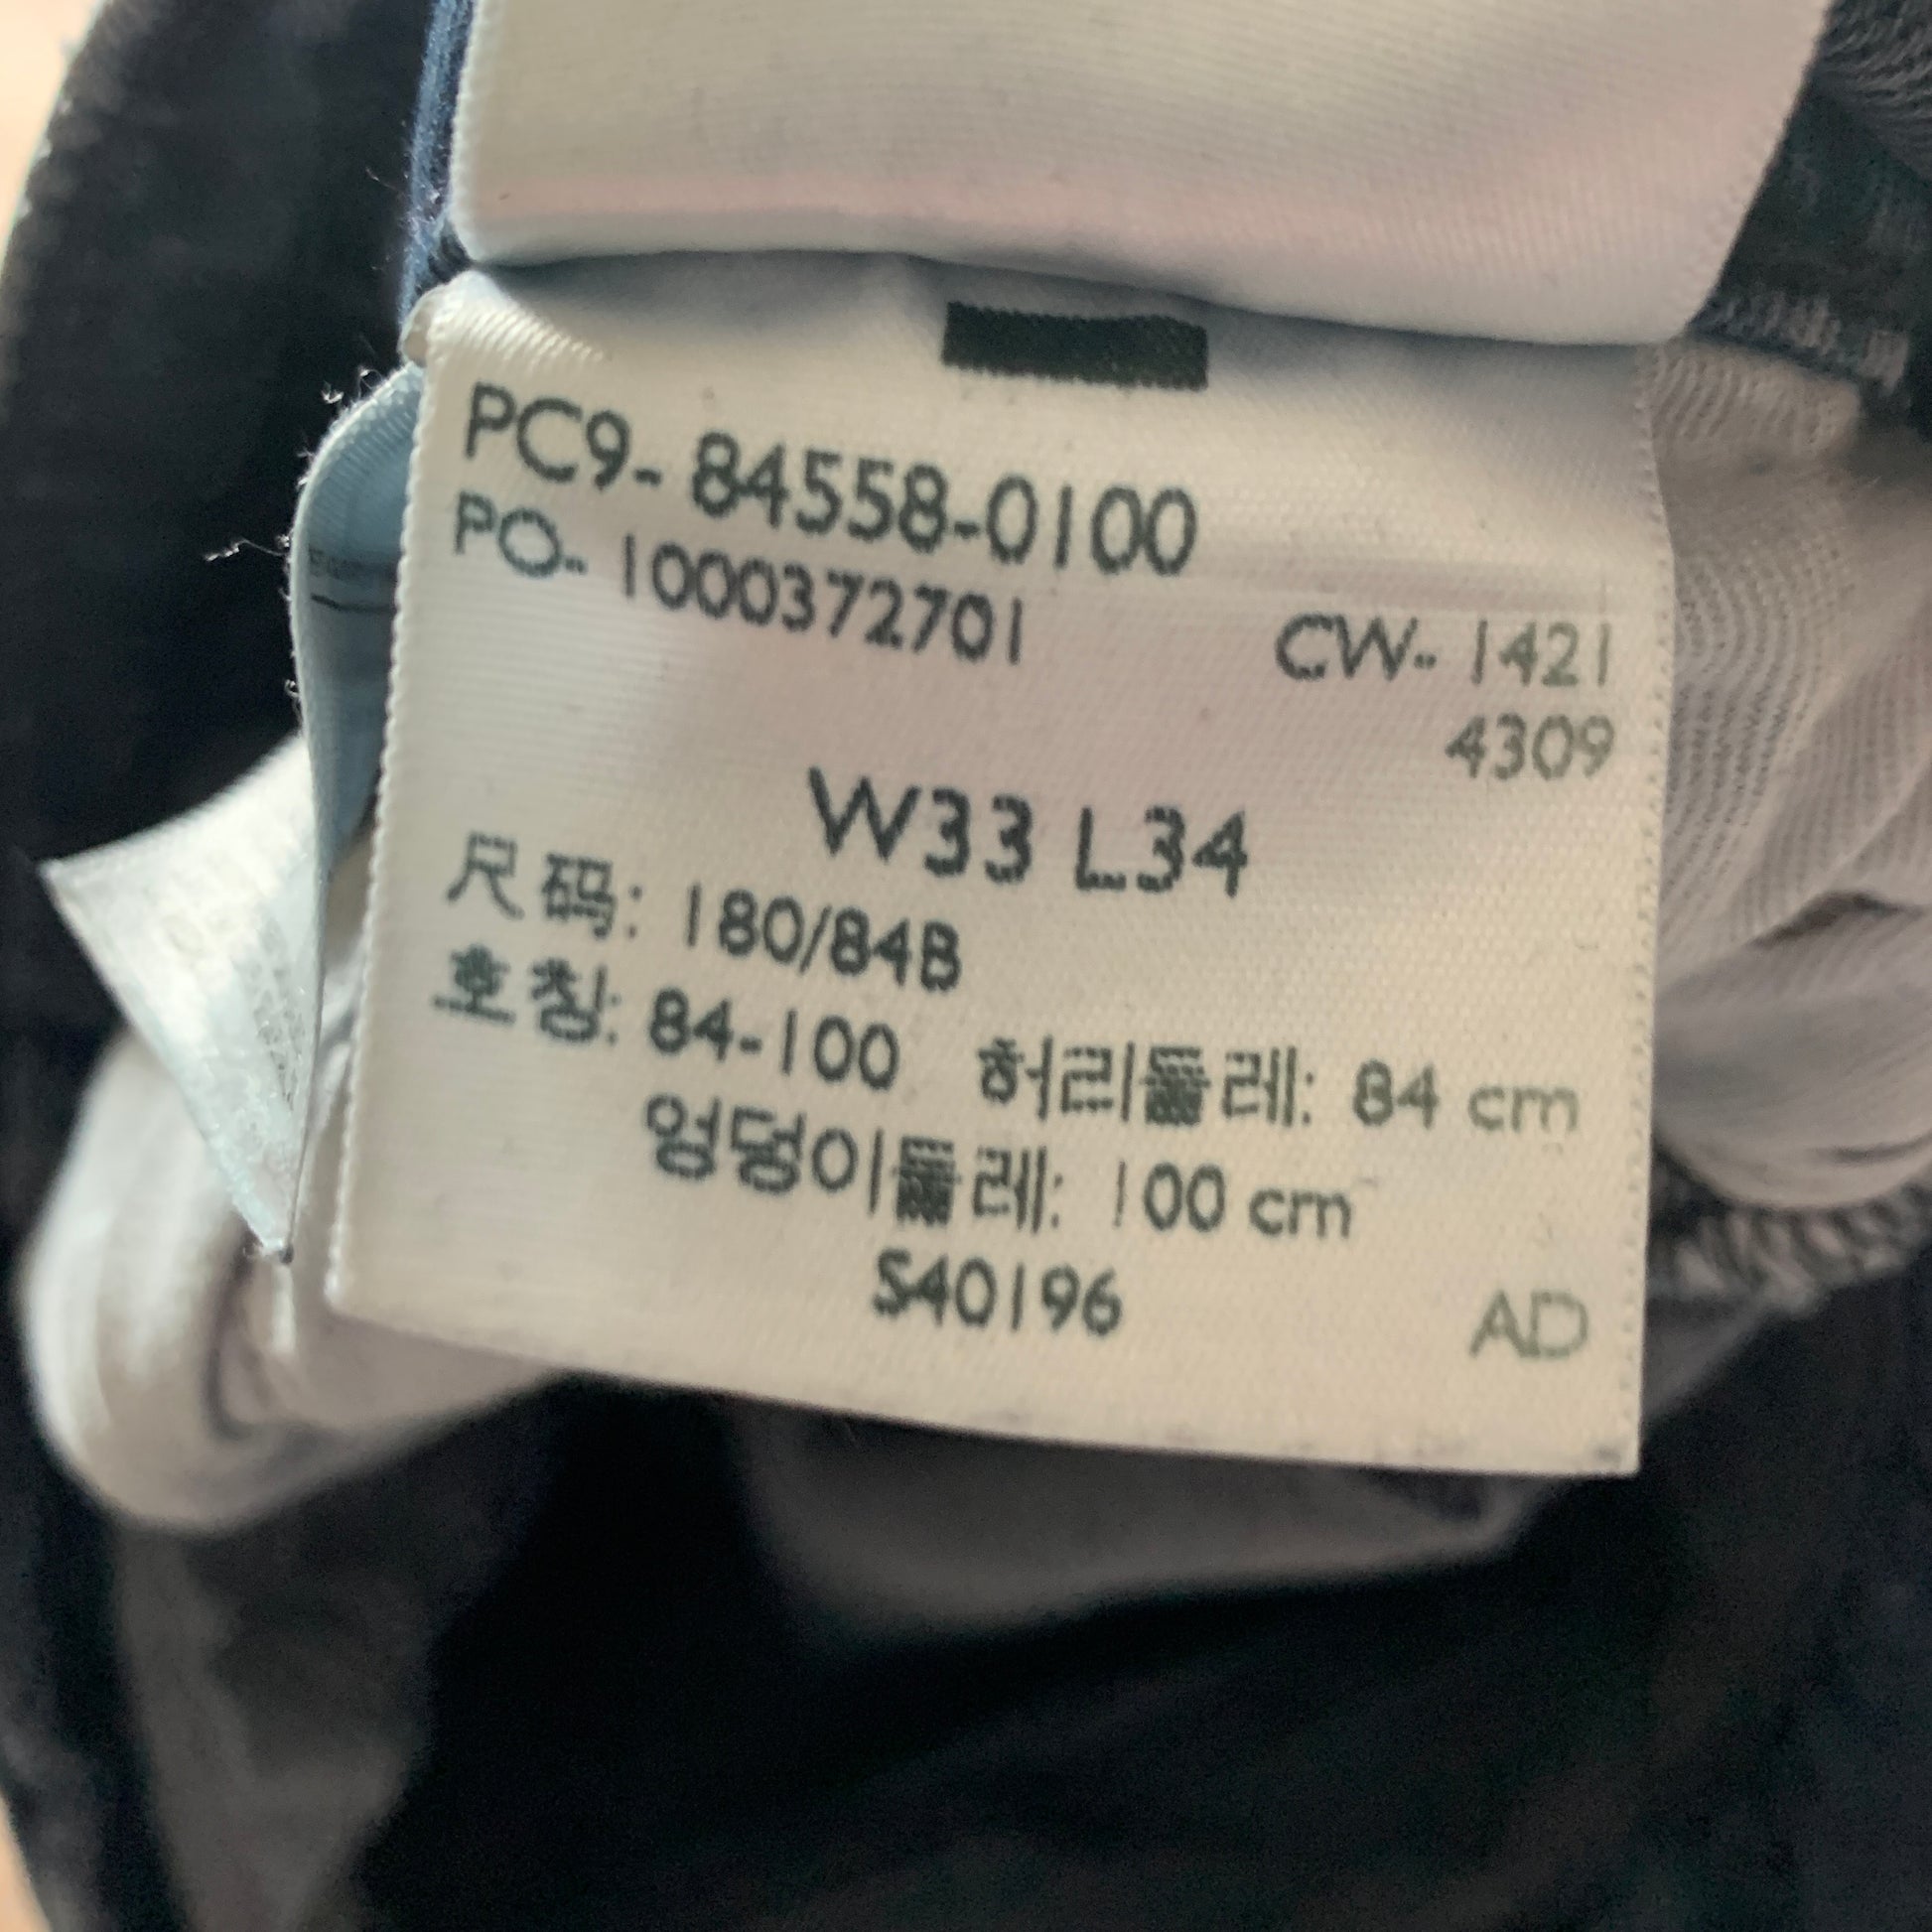 PC9- 84558-0100
PO- 1000372701
CW- 1421
4309
W33 L34
尺码: 180/84B
호칭: 84-100 허리둘레: 84 cm
엉덩이둘레: 100 cm
S40196
AD